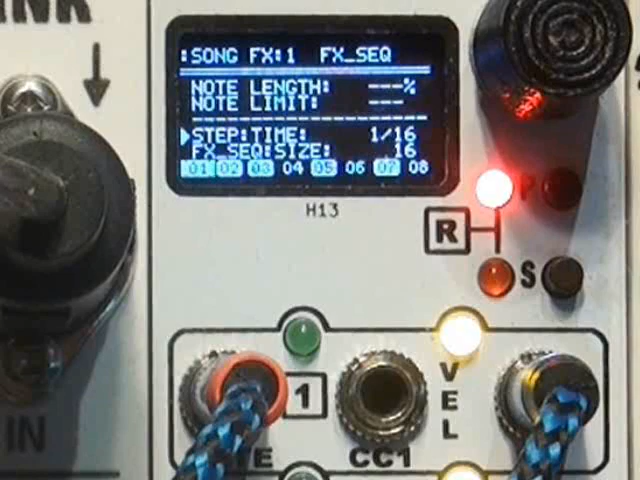 :SONG FX:1 FX_SEQ
NOTE LENGTH: ---%
NOTE LIMIT: ---
STEP:TIME: 1/16
FX_SEQ:SIZE: 16
01 02 03 04 05 06 07 08
H13
P
R
S
1
VEL
CC1
IN